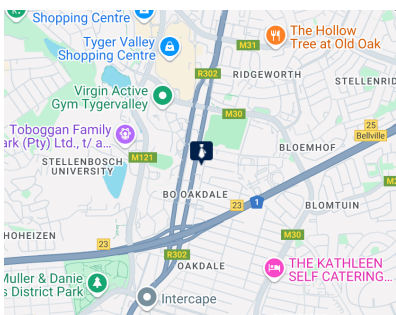 Shopping Centre
Tyger Valley
Shopping Centre
The Hollow
Tree at Old Oak
M31
R302
RIDGEWORTH
STELLENRID
Virgin Active
Gym Tygervalley
M30
25
Bellville
Toboggan Family
ark (Pty) Ltd., t/ a...
M121
BLOEMHOF
STELLENBOSCH
UNIVERSITY
M2
BO OAKDALE
23
1
BLOMTUIN
HOHEIZEN
23
M30
R302
OAKDALE
Muller & Danie
s District Park
THE KATHLEEN
SELF CATERING...
Intercape